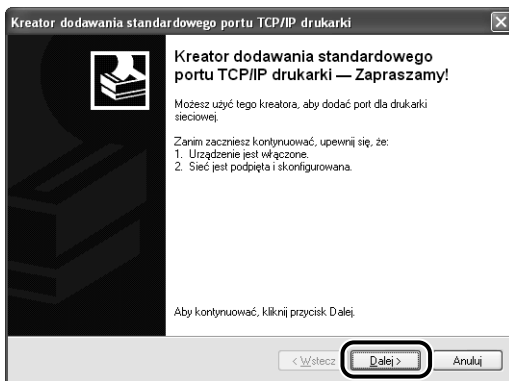 Kreator dodawania standardowego portu TCP/IP drukarki
Kreator dodawania standardowego
portu TCP/IP drukarki — Zapraszamy!
Możesz użyć tego kreatora, aby dodać port dla drukarki
sieciowej.
Zanim zaczniesz kontynuować, upewnij się, że:
1. Urządzenie jest włączone.
2. Sieć jest podpięta i skonfigurowana.
Aby kontynuować, kliknij przycisk Dalej.
< Wstecz
Dalej >
Anuluj